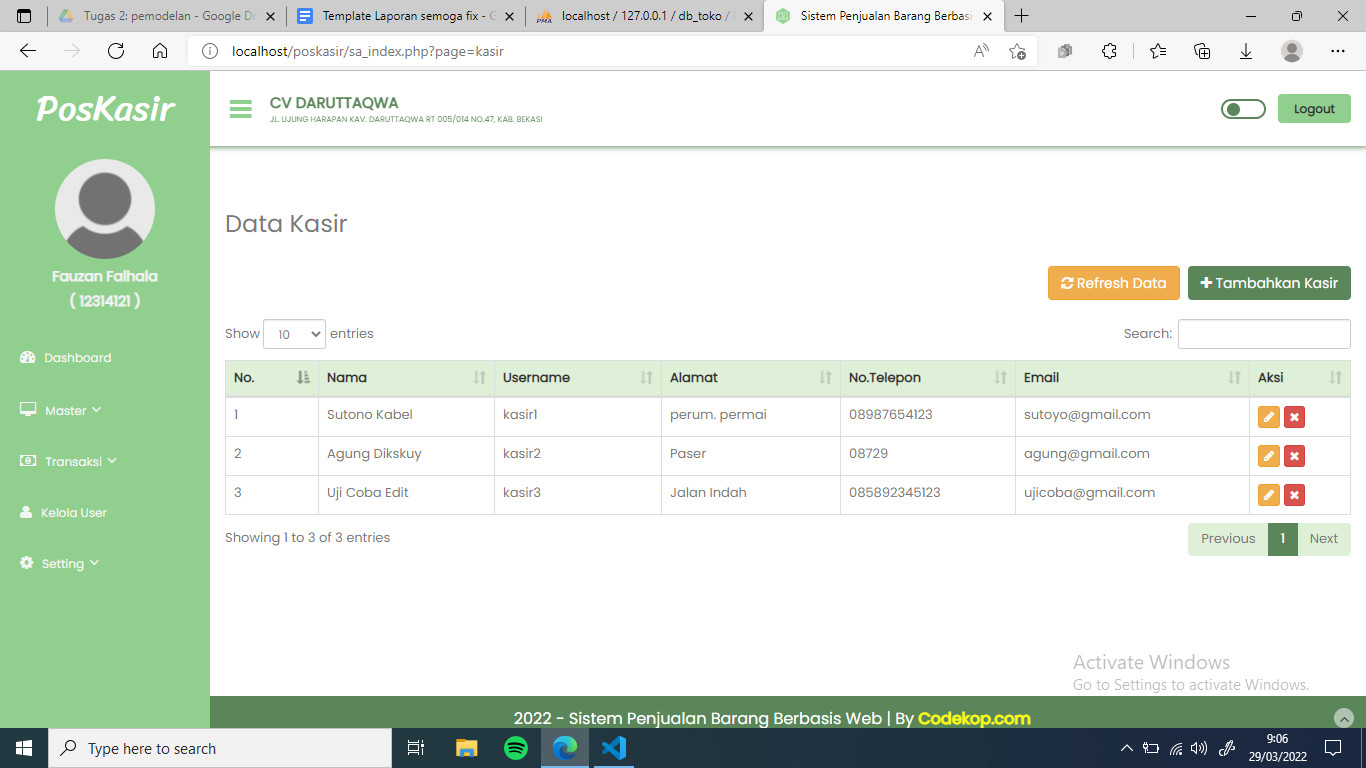 Tugas 2: pemodelan - Google Dr
Template Laporan semoga fix - G
localhost / 127.0.0.1 / db_toko /
Sistem Penjualan Barang Berbasi
localhost/poskasir/sa_index.php?page=kasir
PosKasir
CV DARUTTAQWA
JL. UJUNG HARAPAN KAV. DARUTTAQWA RT 005/014 NO.47, KAB. BEKASI
Logout
Fauzan Falhala
( 12314121 )
Dashboard
Master
Transaksi
Kelola User
Setting
Data Kasir
Refresh Data
Tambahkan Kasir
Show 10 entries
Search:
No. Nama Username Alamat No.Telepon Email Aksi
1 Sutono Kabel kasir1 perum. permai 08987654123 sutoyo@gmail.com
2 Agung Dikskuy kasir2 Paser 08729 agung@gmail.com
3 Uji Coba Edit kasir3 Jalan Indah 085892345123 ujicoba@gmail.com
Showing 1 to 3 of 3 entries
Previous 1 Next
Activate Windows
Go to Settings to activate Windows.
2022 - Sistem Penjualan Barang Berbasis Web | By Codekop.com
Type here to search
9:06
29/03/2022